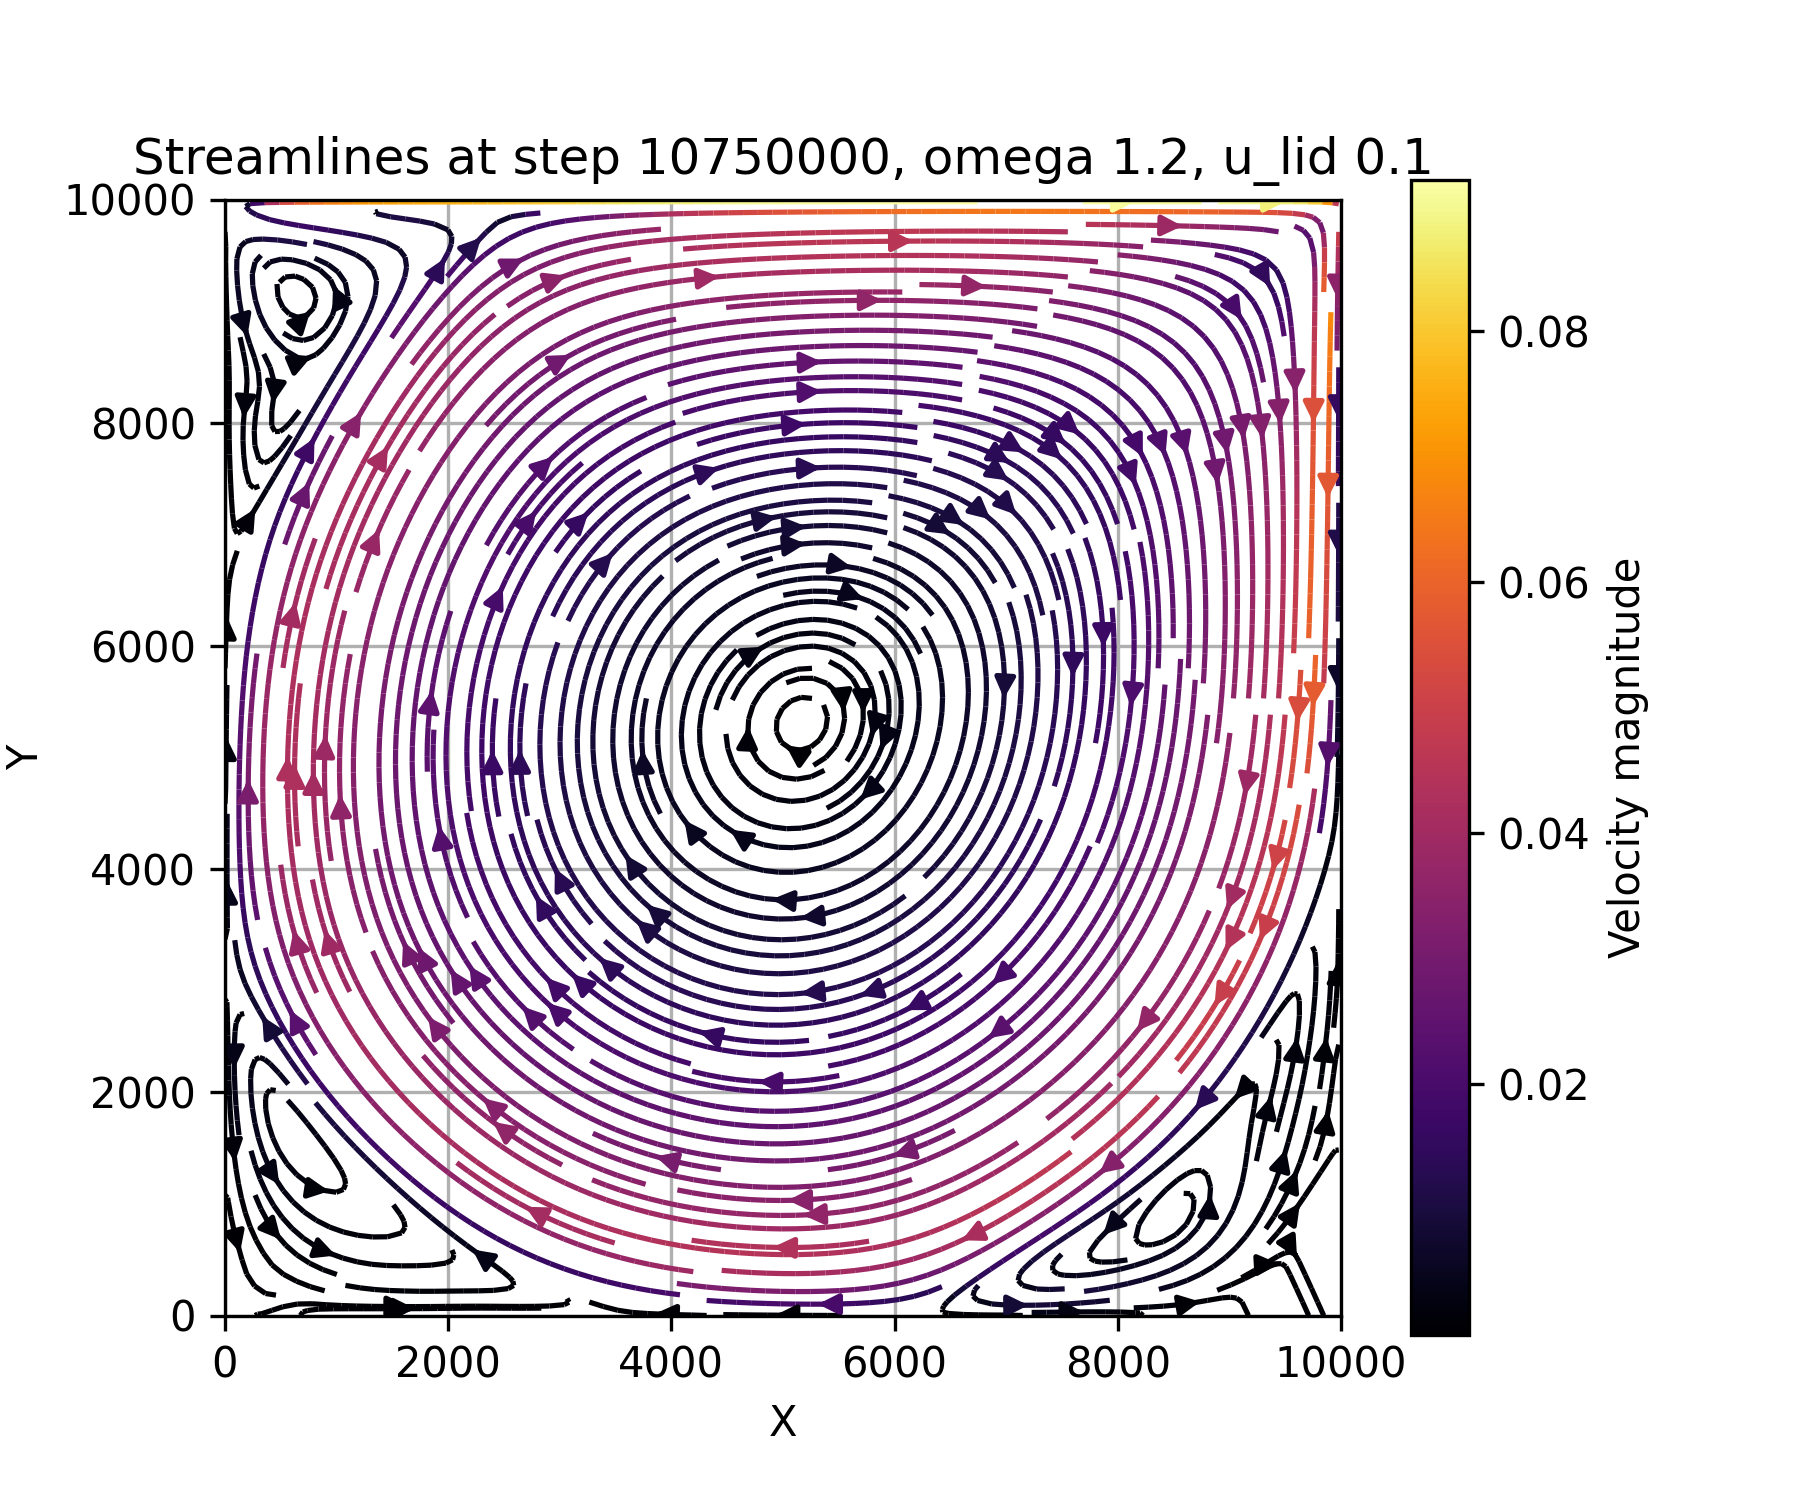 Streamlines at step 10750000, omega 1.2, u_lid 0.1
10000
8000
6000
4000
2000
0
Y
0 2000 4000 6000 8000 10000
X
0.08
0.06
0.04
0.02
Velocity magnitude